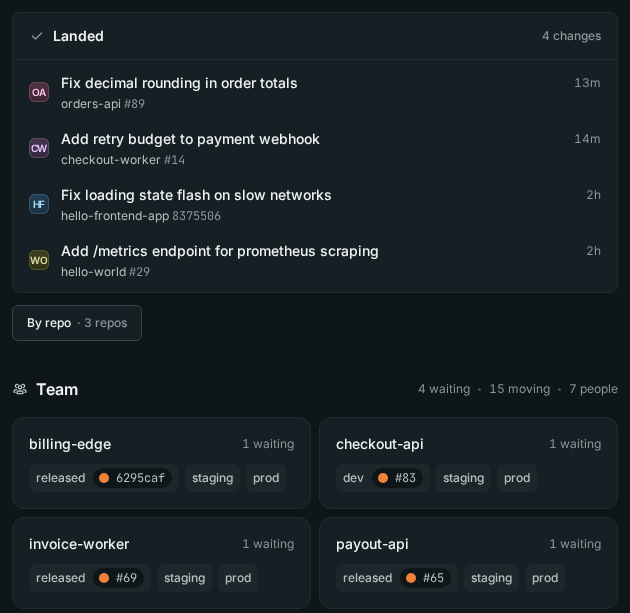 Landed 4 changes
OA Fix decimal rounding in order totals 13m
orders-api #89
CW Add retry budget to payment webhook 14m
checkout-worker #14
HF Fix loading state flash on slow networks 2h
hello-frontend-app 8375506
WO Add /metrics endpoint for prometheus scraping 2h
hello-world #29
By repo · 3 repos
Team 4 waiting • 15 moving • 7 people
billing-edge 1 waiting
released 6295caf staging prod
checkout-api 1 waiting
dev #83 staging prod
invoice-worker 1 waiting
released #69 staging prod
payout-api 1 waiting
released #65 staging prod